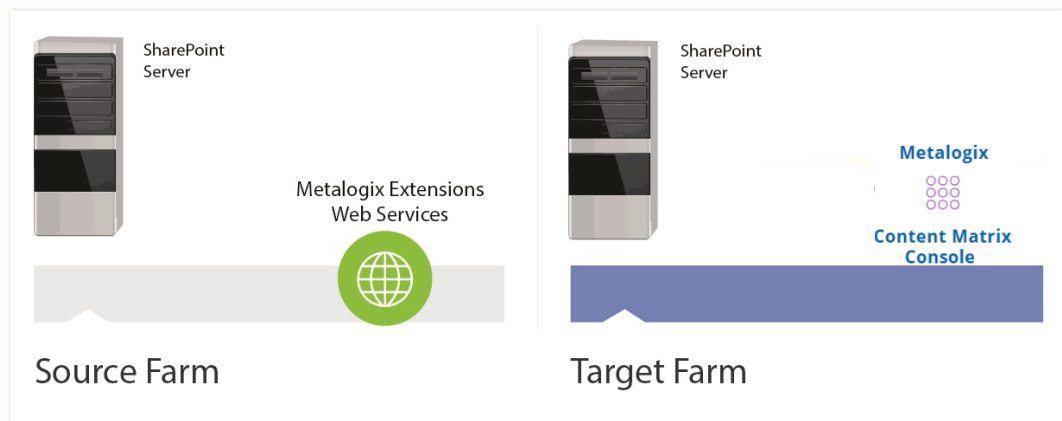 SharePoint
Server
Metalogix Extensions
Web Services
Source Farm
SharePoint
Server
Metalogix
Content Matrix
Console
Target Farm